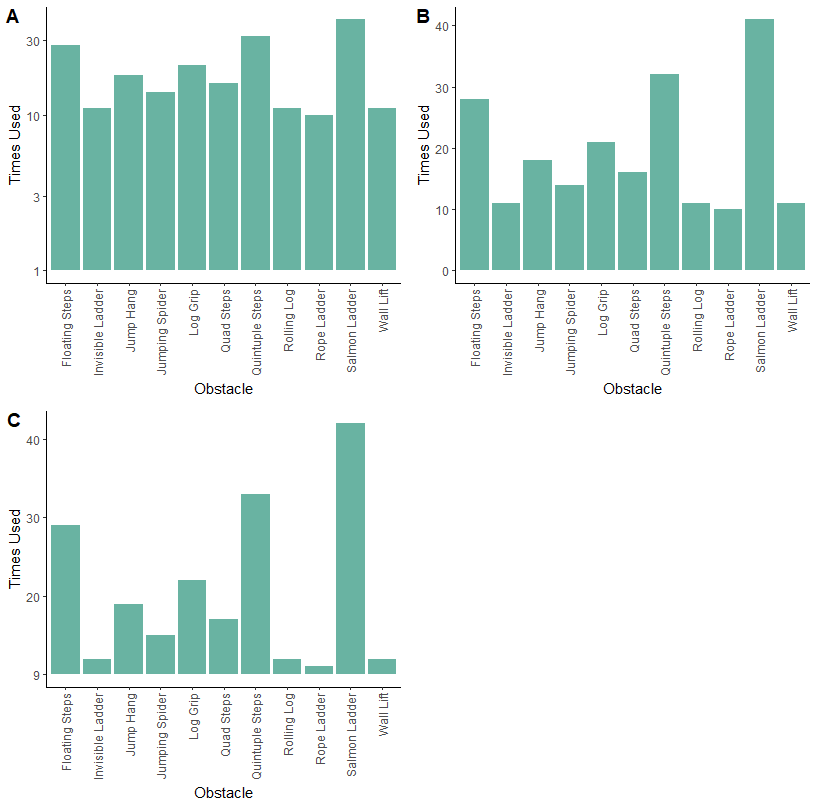 A
Times Used
30
10
3
1
Floating Steps
Invisible Ladder
Jump Hang
Jumping Spider
Log Grip
Quad Steps
Quintuple Steps
Rolling Log
Rope Ladder
Salmon Ladder
Wall Lift
Obstacle
B
Times Used
40
30
20
10
0
Floating Steps
Invisible Ladder
Jump Hang
Jumping Spider
Log Grip
Quad Steps
Quintuple Steps
Rolling Log
Rope Ladder
Salmon Ladder
Wall Lift
Obstacle
C
Times Used
40
30
20
9
Floating Steps
Invisible Ladder
Jump Hang
Jumping Spider
Log Grip
Quad Steps
Quintuple Steps
Rolling Log
Rope Ladder
Salmon Ladder
Wall Lift
Obstacle